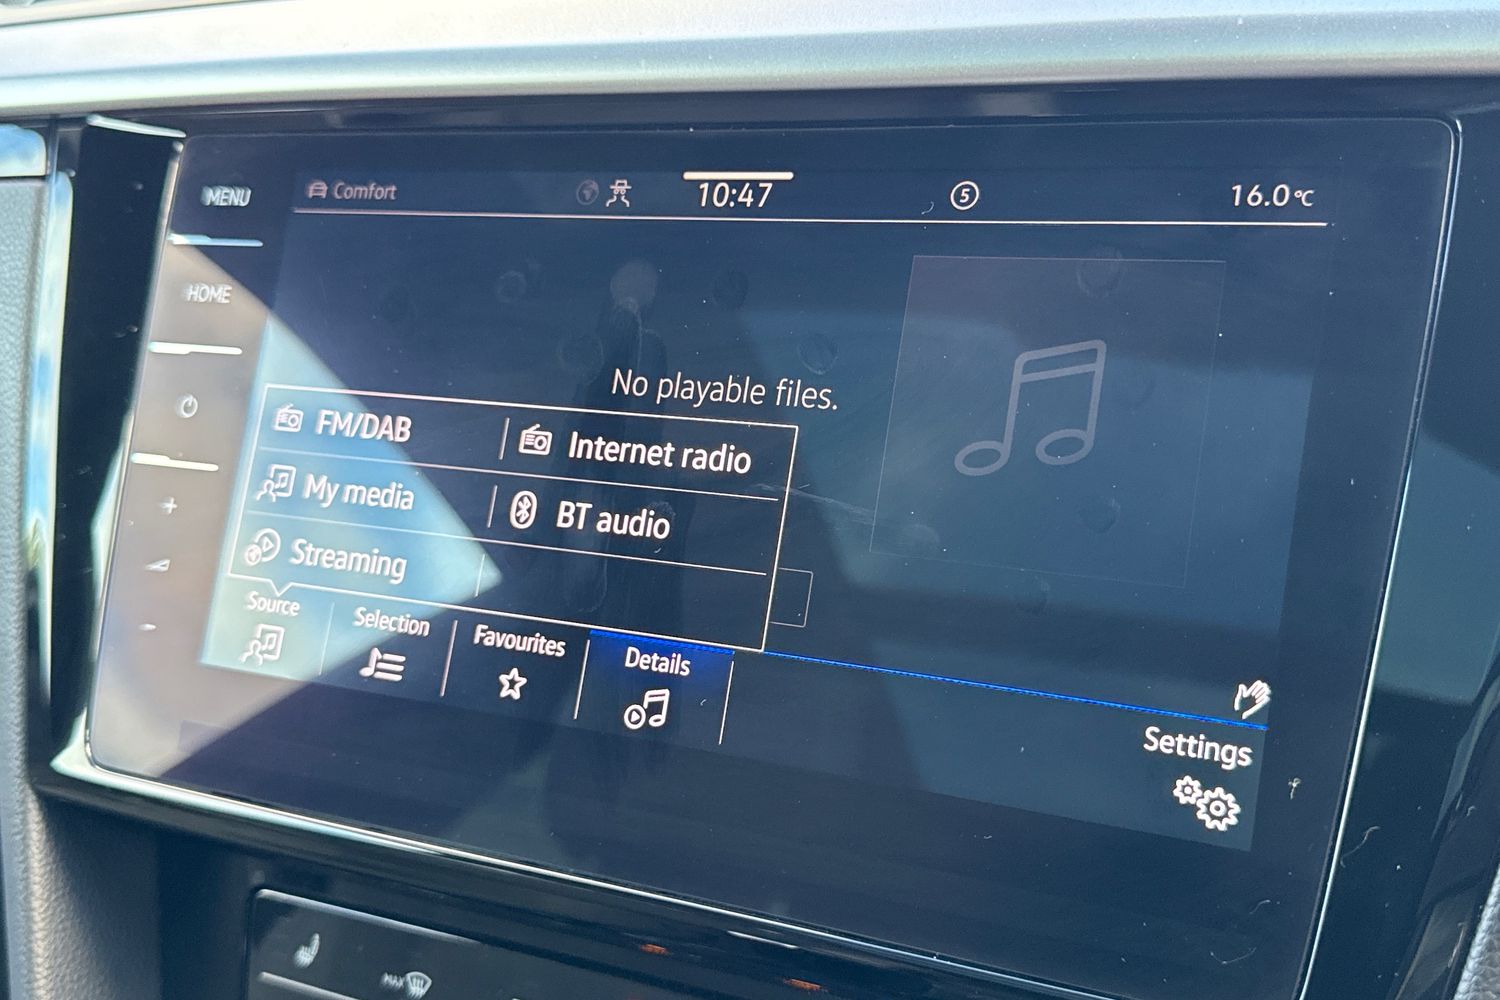 MENU
Comfort
10:47
5
16.0°C
HOME
No playable files.
FM/DAB
Internet radio
My media
BT audio
Streaming
Source
Selection
Favourites
Details
Settings
MAX